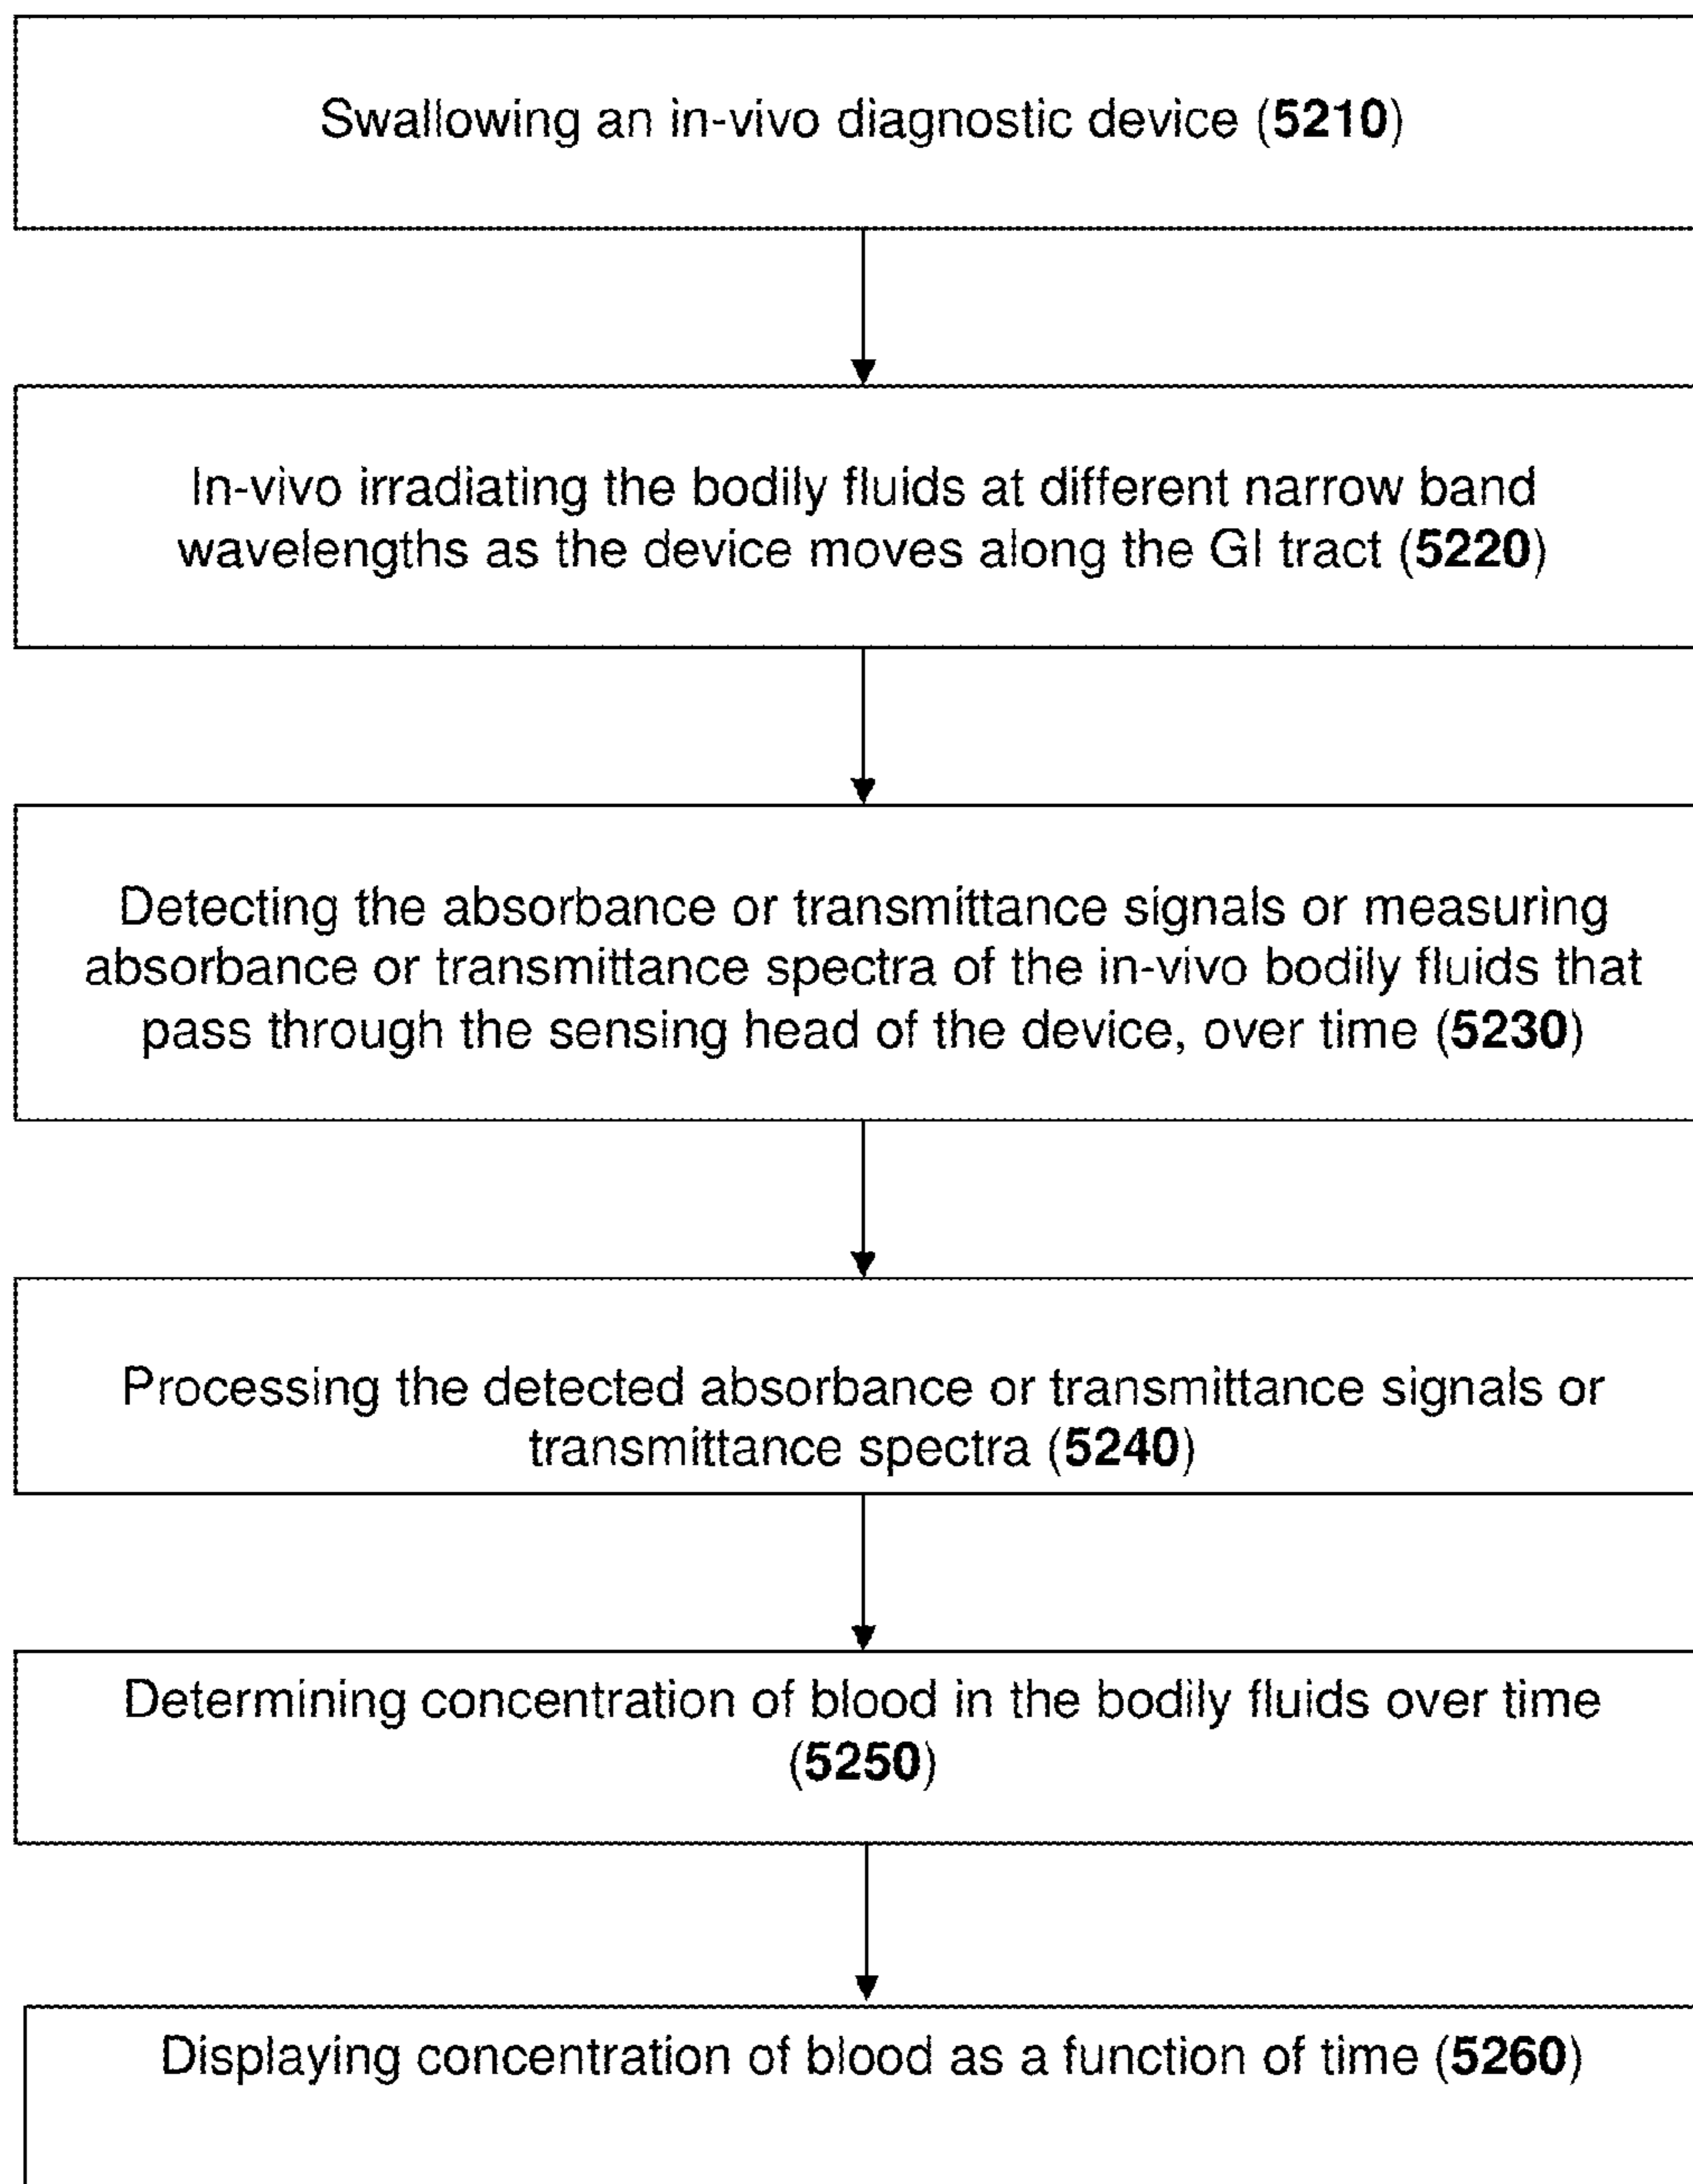 Swallowing an in-vivo diagnostic device (5210)
In-vivo irradiating the bodily fluids at different narrow band
wavelengths as the device moves along the GI tract (5220)
Detecting the absorbance or transmittance signals or measuring
absorbance or transmittance spectra of the in-vivo bodily fluids that
pass through the sensing head of the device, over time (5230)
Processing the detected absorbance or transmittance signals or
transmittance spectra (5240)
Determining concentration of blood in the bodily fluids over time
(5250)
Displaying concentration of blood as a function of time (5260)